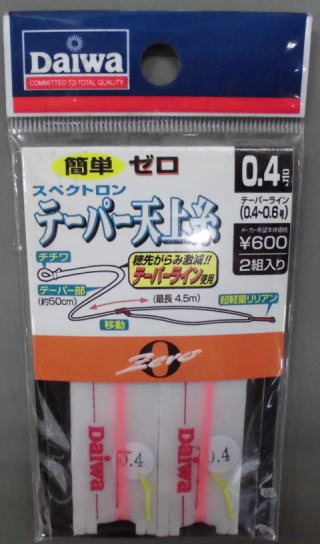 Daiwa
COMMITTED TO TOTAL QUALITY
簡単 ゼロ
スペクトロン
テーパー天上糸
0.4ゼロ
テーパーライン
(0.4~0.6号)
メーカー希望本体価格
¥600
2組入り
チチワ
テーパー部
(約50cm)
穂先がらみ激減!!
テーパーライン使用
(最長 4.5m)
移動
超軽量リリアン
Zero
0
Daiwa
0.4
Daiwa
0.4